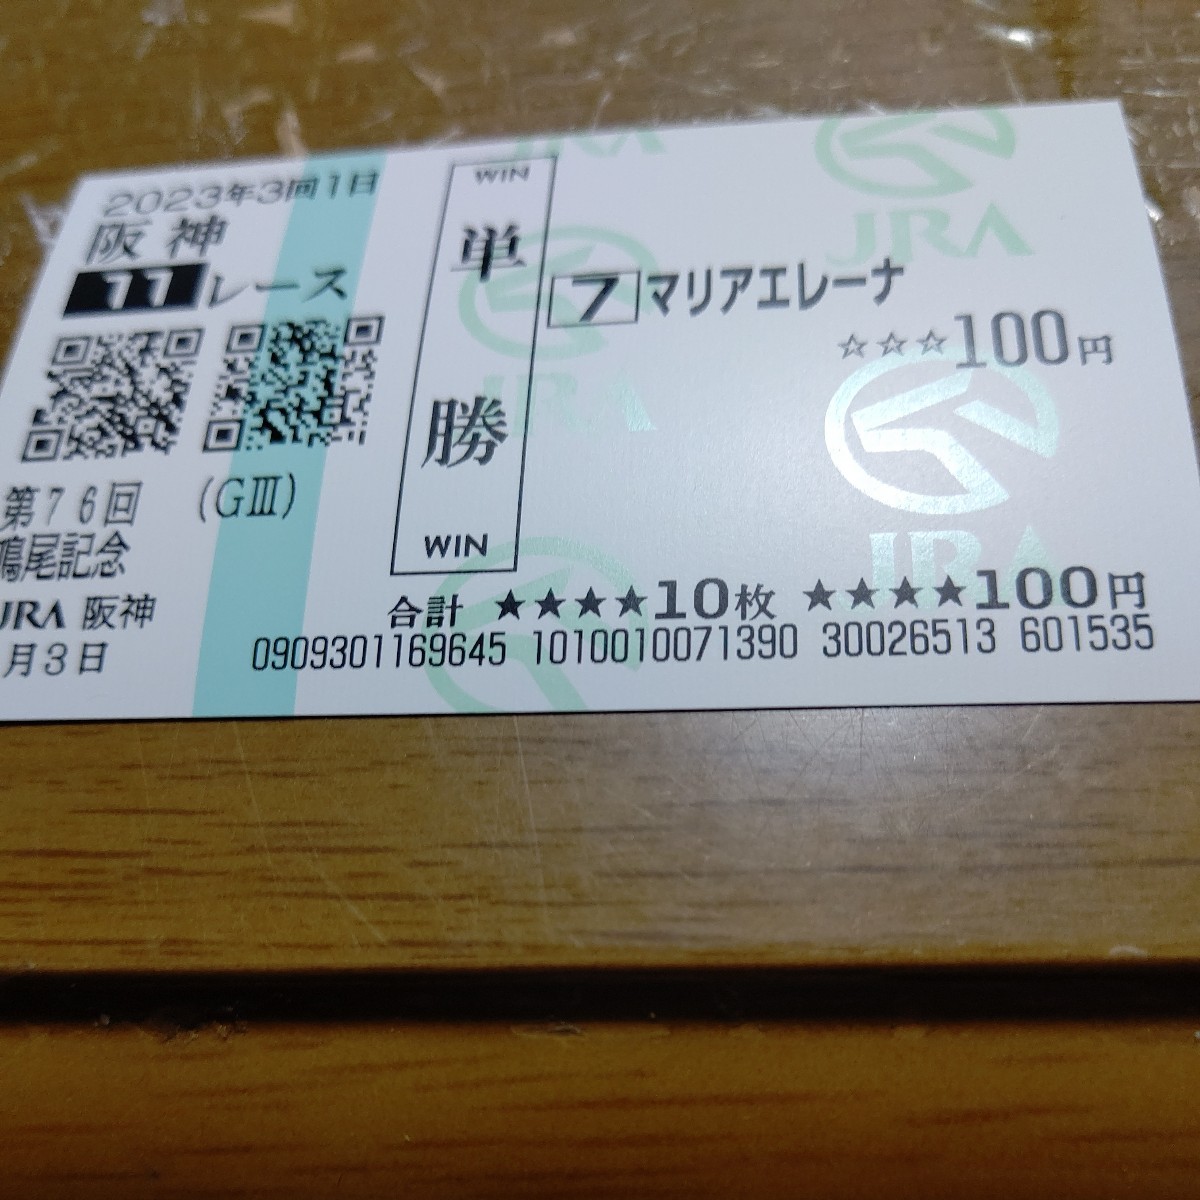 2023年3回1日
阪神
11レース
第76回 (GⅢ)
鳴尾記念
JRA 阪神
月3日
WIN
単勝
WIN
7 マリアエレーナ
☆☆☆100円
合計 ★★★★10枚 ★★★★100円
0909301169645 1010010071390 30026513 601535
JRA
JRA
JRA
JRA